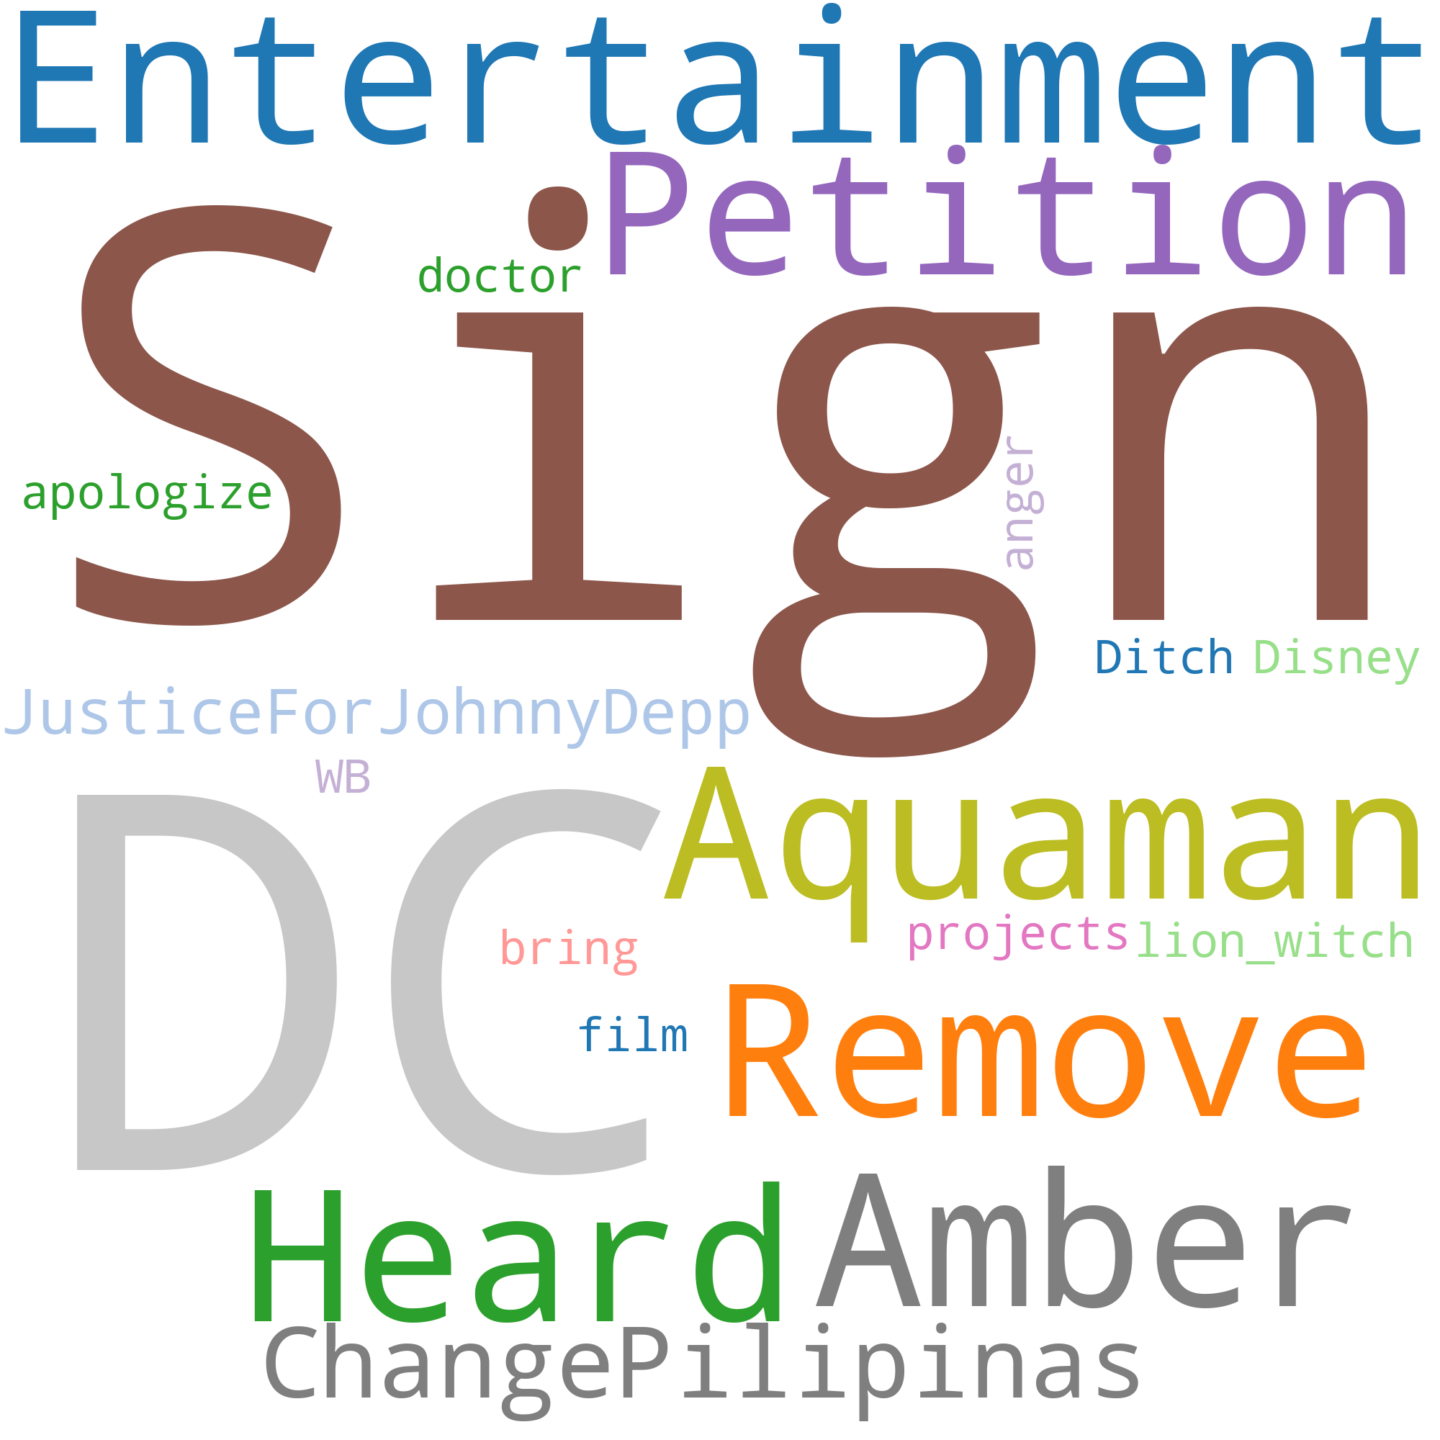 Entertainment
Petition
Sign
doctor
apologize
anger
Ditch Disney
JusticeForJohnnyDepp
WB
DC
Aquaman
projects lion_witch
bring
film
Remove
Heard
Amber
ChangePilipinas